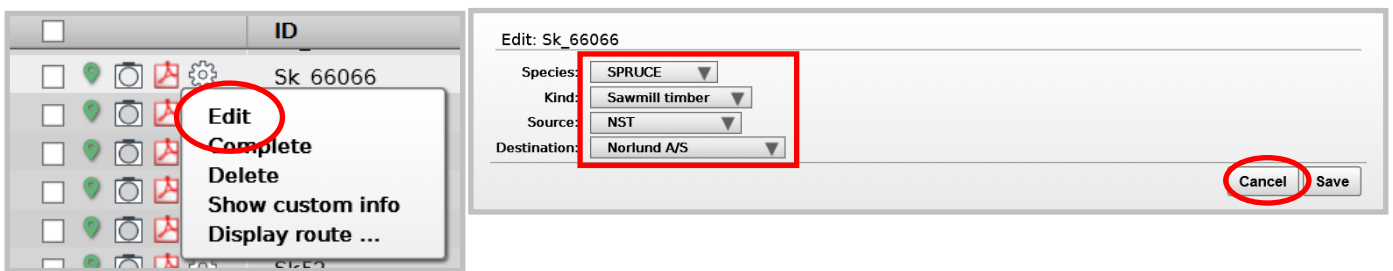 ID
Sk_66066
Edit
Complete
Delete
Show custom info
Display route ...
Sk52
Edit: Sk_66066
Species: SPRUCE
Kind: Sawmill timber
Source: NST
Destination: Norlund A/S
Cancel Save